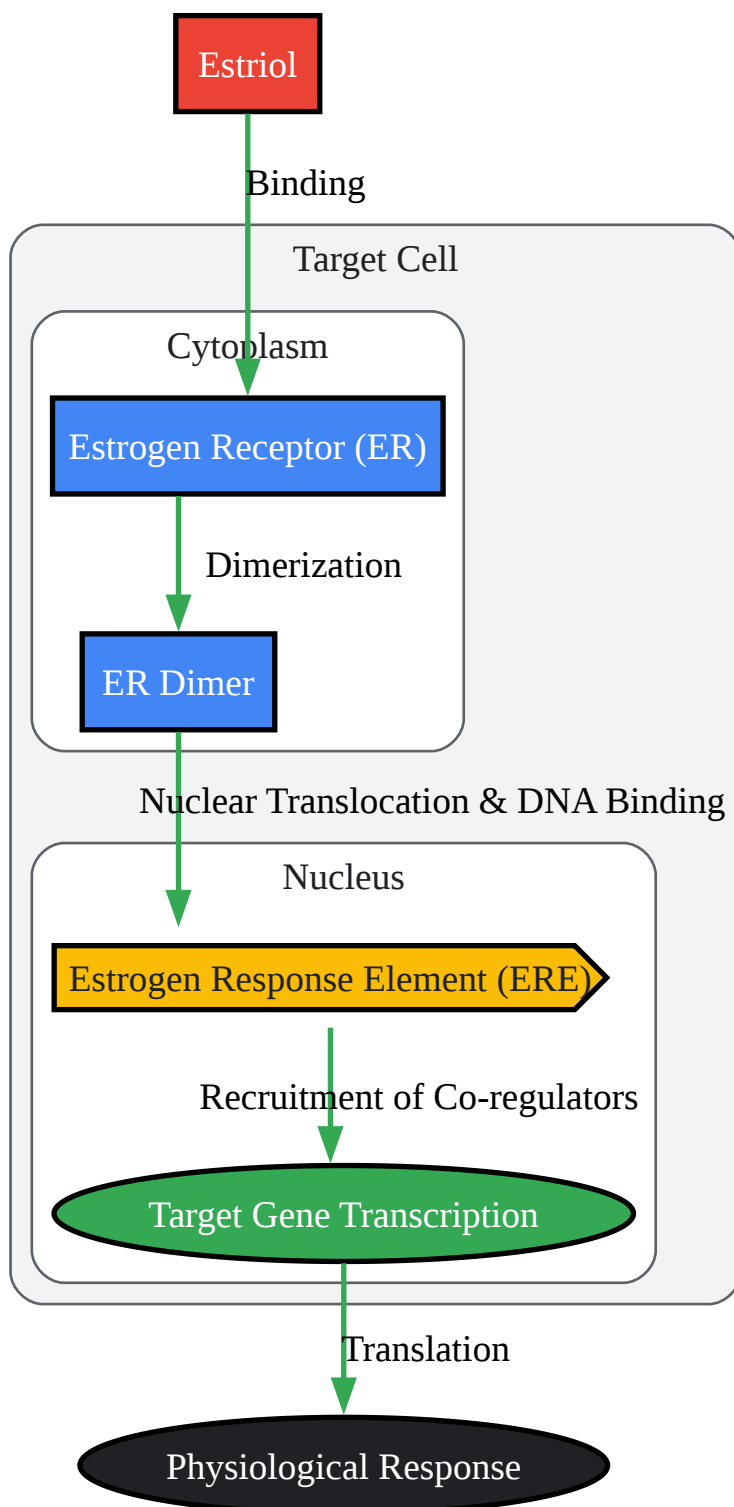 Estriol
Binding
Target Cell
Cytoplasm
Estrogen Receptor (ER)
Dimerization
ER Dimer
Nuclear Translocation & DNA Binding
Nucleus
Estrogen Response Element (ERE)
Recruitment of Co-regulators
Target Gene Transcription
Translation
Physiological Response